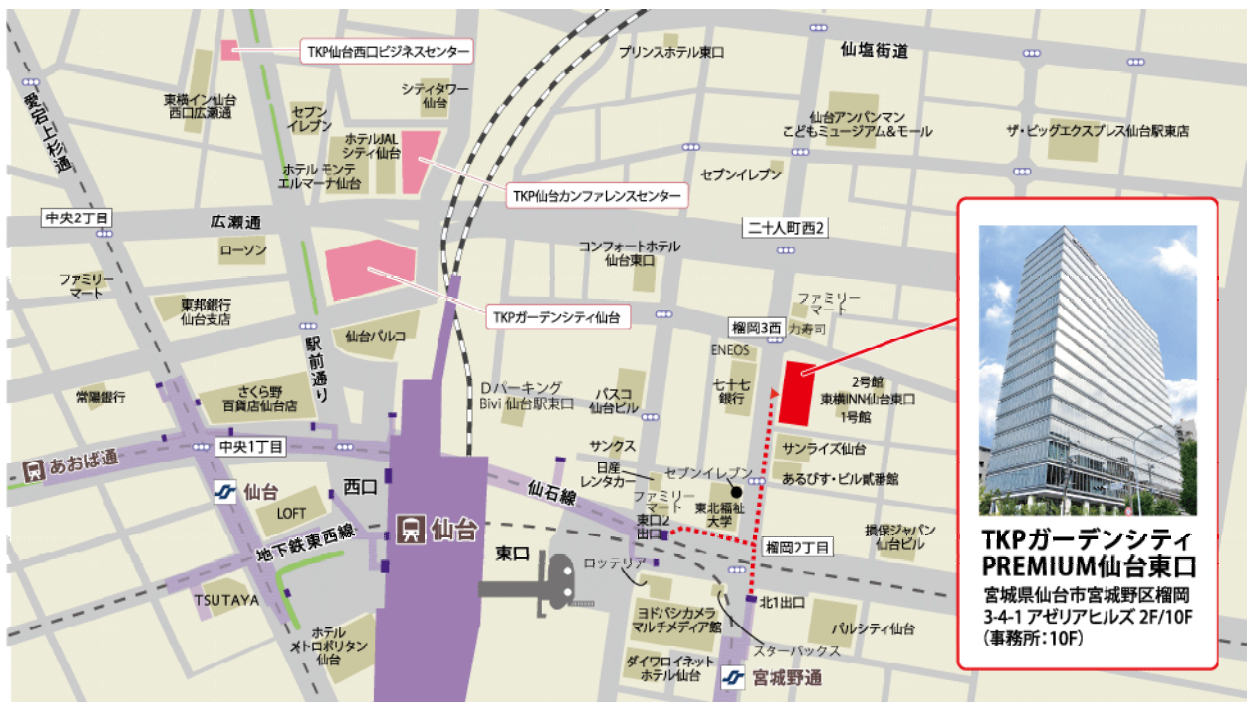 TKP仙台西口ビジネスセンター
プリンスホテル東口
仙塩街道
愛宕上杉通
東横イン仙台
西口広瀬通
セブン
イレブン
シティタワー
仙台
ホテルJAL
シティ仙台
ホテル モンテ
エルマーナ仙台
仙台アンパンマン
こどもミュージアム&モール
ザ・ビッグエクスプレス仙台駅東店
セブンイレブン
TKP仙台カンファレンスセンター
中央2丁目
広瀬通
二十人町西2
ローソン
コンフォートホテル
仙台東口
ファミリー
マート
東邦銀行
仙台支店
TKPガーデンシティ仙台
ファミリー
マート
榴岡3西
力寿司
仙台パルコ
駅前通り
ENEOS
常陽銀行
さくら野
百貨店仙台店
Dパーキング
Bivi 仙台駅東口
パスコ
仙台ビル
七十七
銀行
2号館
東横INN仙台東口
1号館
中央1丁目
サンクス
サンライズ仙台
あおば通
日産
レンタカー
セブンイレブン
あるびす・ビル貳番館
仙台
西口
仙石線
ファミリー
マート
東北福祉
大学
LOFT
仙台
東口2
出口
損保ジャパン
仙台ビル
地下鉄東西線
東口
榴岡2丁目
ロッテリア
TSUTAYA
北1出口
ヨドバシカメラ
マルチメディア館
パルシティ仙台
ホテル
メトロポリタン
仙台
スターバックス
ダイワロイネット
ホテル仙台
宮城野通
TKPガーデンシティ
PREMIUM仙台東口
宮城県仙台市宮城野区榴岡
3-4-1 アゼリアヒルズ 2F/10F
（事務所：10F）